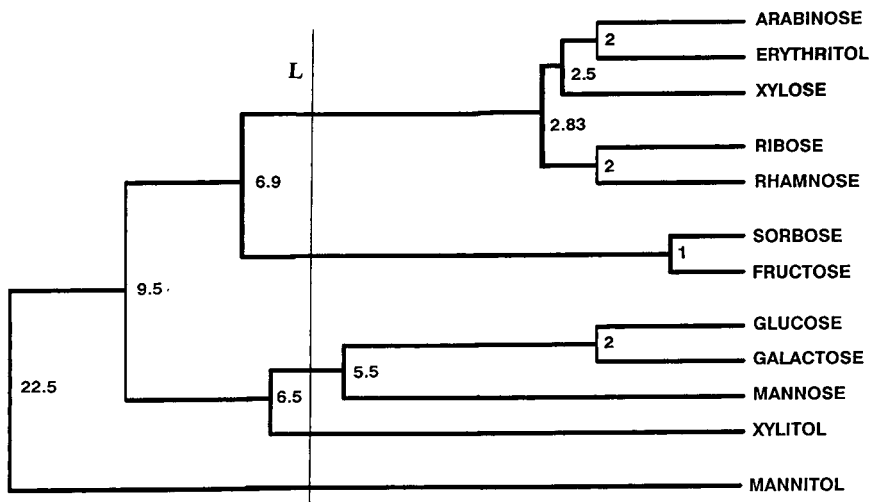 ARABINOSE
2
ERYTHRITOL
L
2.5
XYLOSE
2.83
RIBOSE
2
RHAMNOSE
6.9
SORBOSE
1
FRUCTOSE
9.5
GLUCOSE
2
GALACTOSE
5.5
22.5
6.5
MANNOSE
XYLITOL
MANNITOL